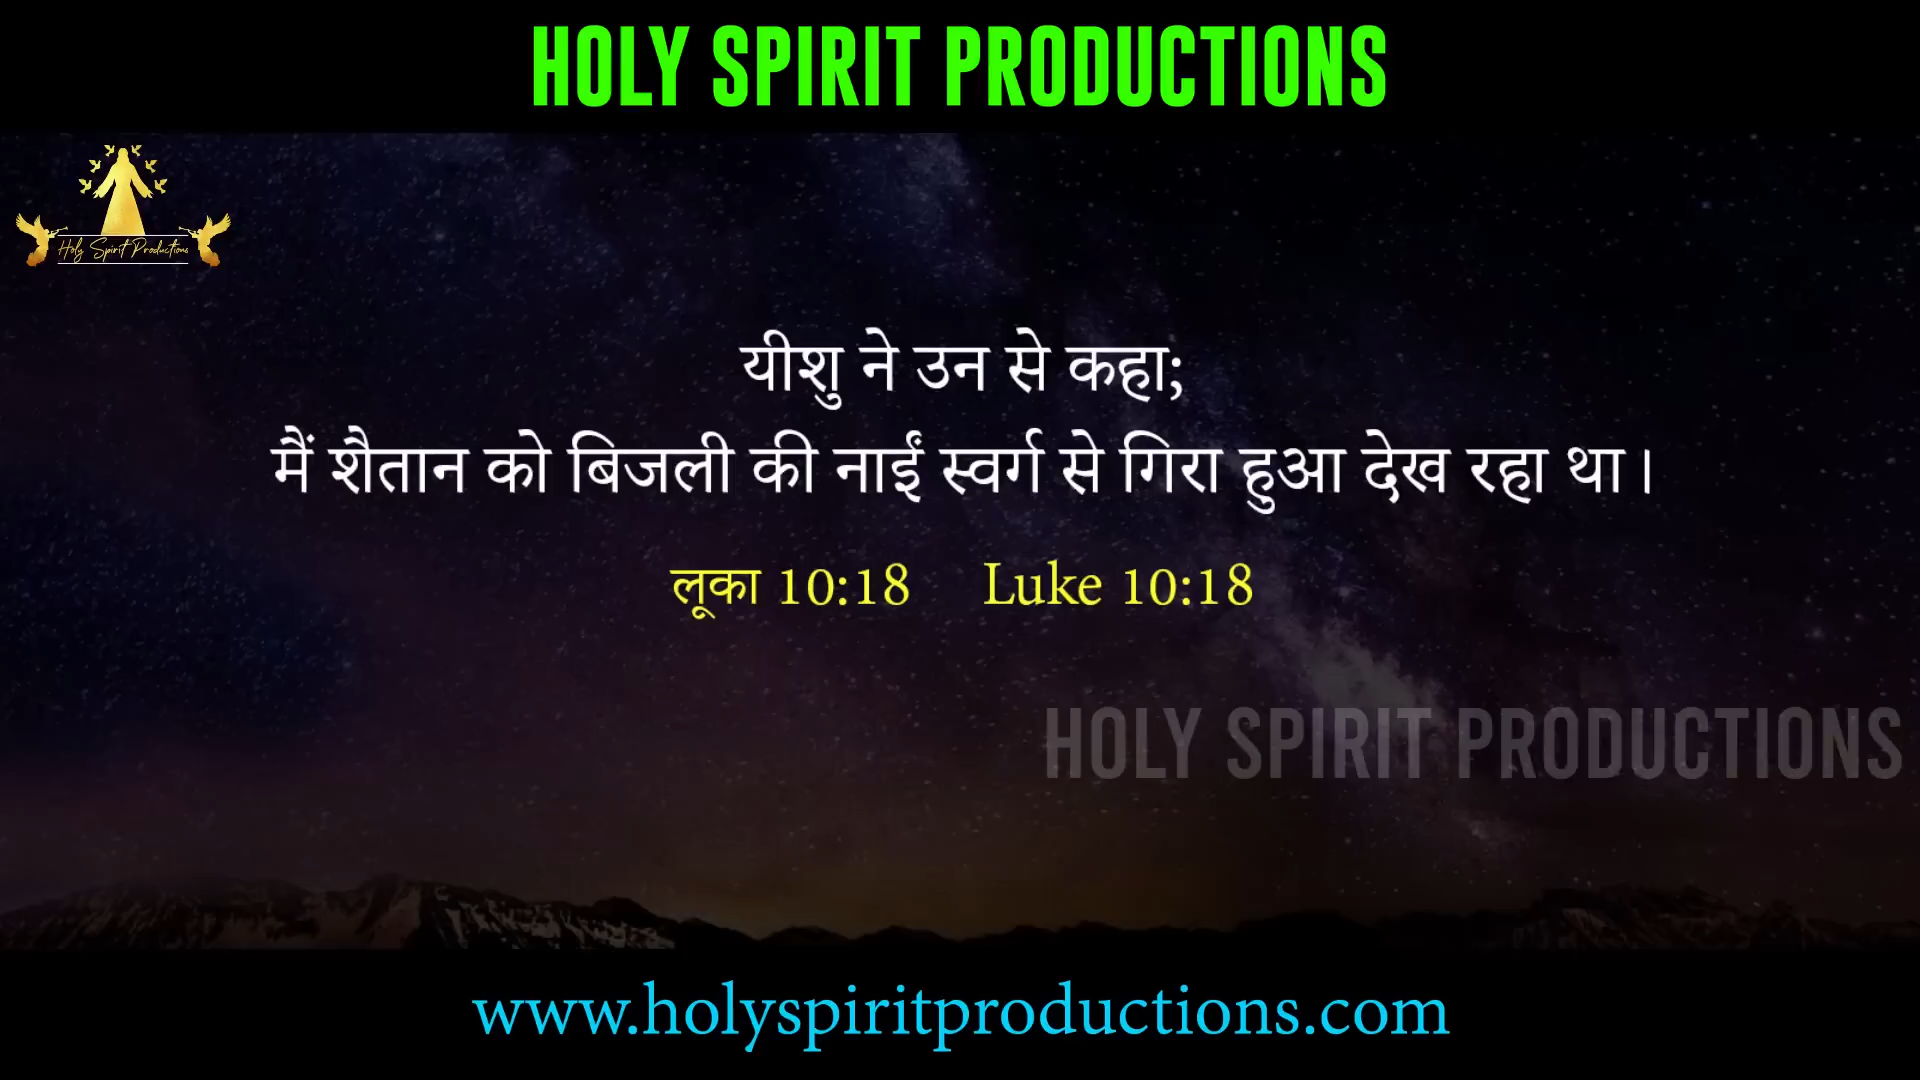 HOLY SPIRIT PRODUCTIONS
Holy Spirit Productions
यीशु ने उन से कहा;
मैं शैतान को बिजली की नाईं स्वर्ग से गिरा हुआ देख रहा था।
लूका 10:18 Luke 10:18
HOLY SPIRIT PRODUCTIONS
www.holyspiritproductions.com